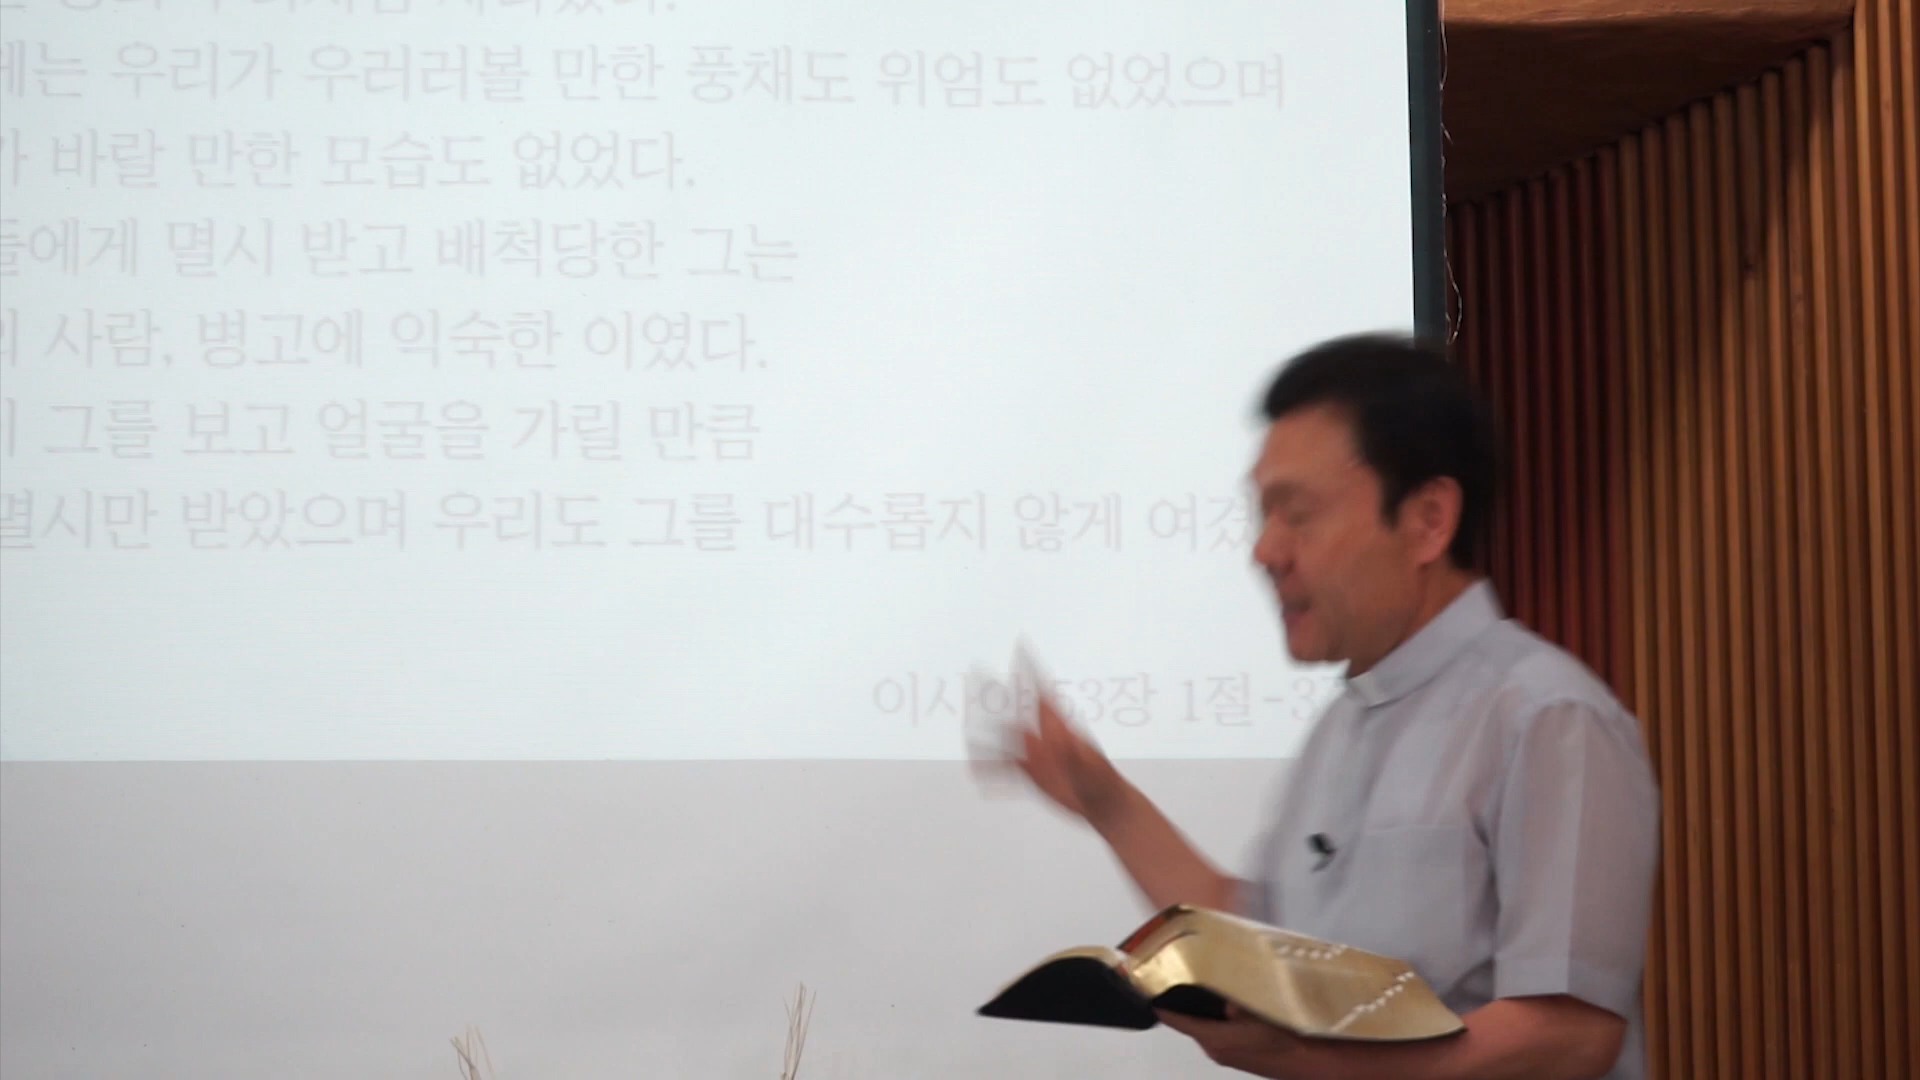 우리가 우러러볼 만한 풍채도 위엄도 없었으며
바랄 만한 모습도 없었다.
들에게 멸시 받고 배척당한 그는
사람, 병고에 익숙한 이였다.
그를 보고 얼굴을 가릴 만큼
멸시만 받았으며 우리도 그를 대수롭지 않게
이사야 53장 1절-3